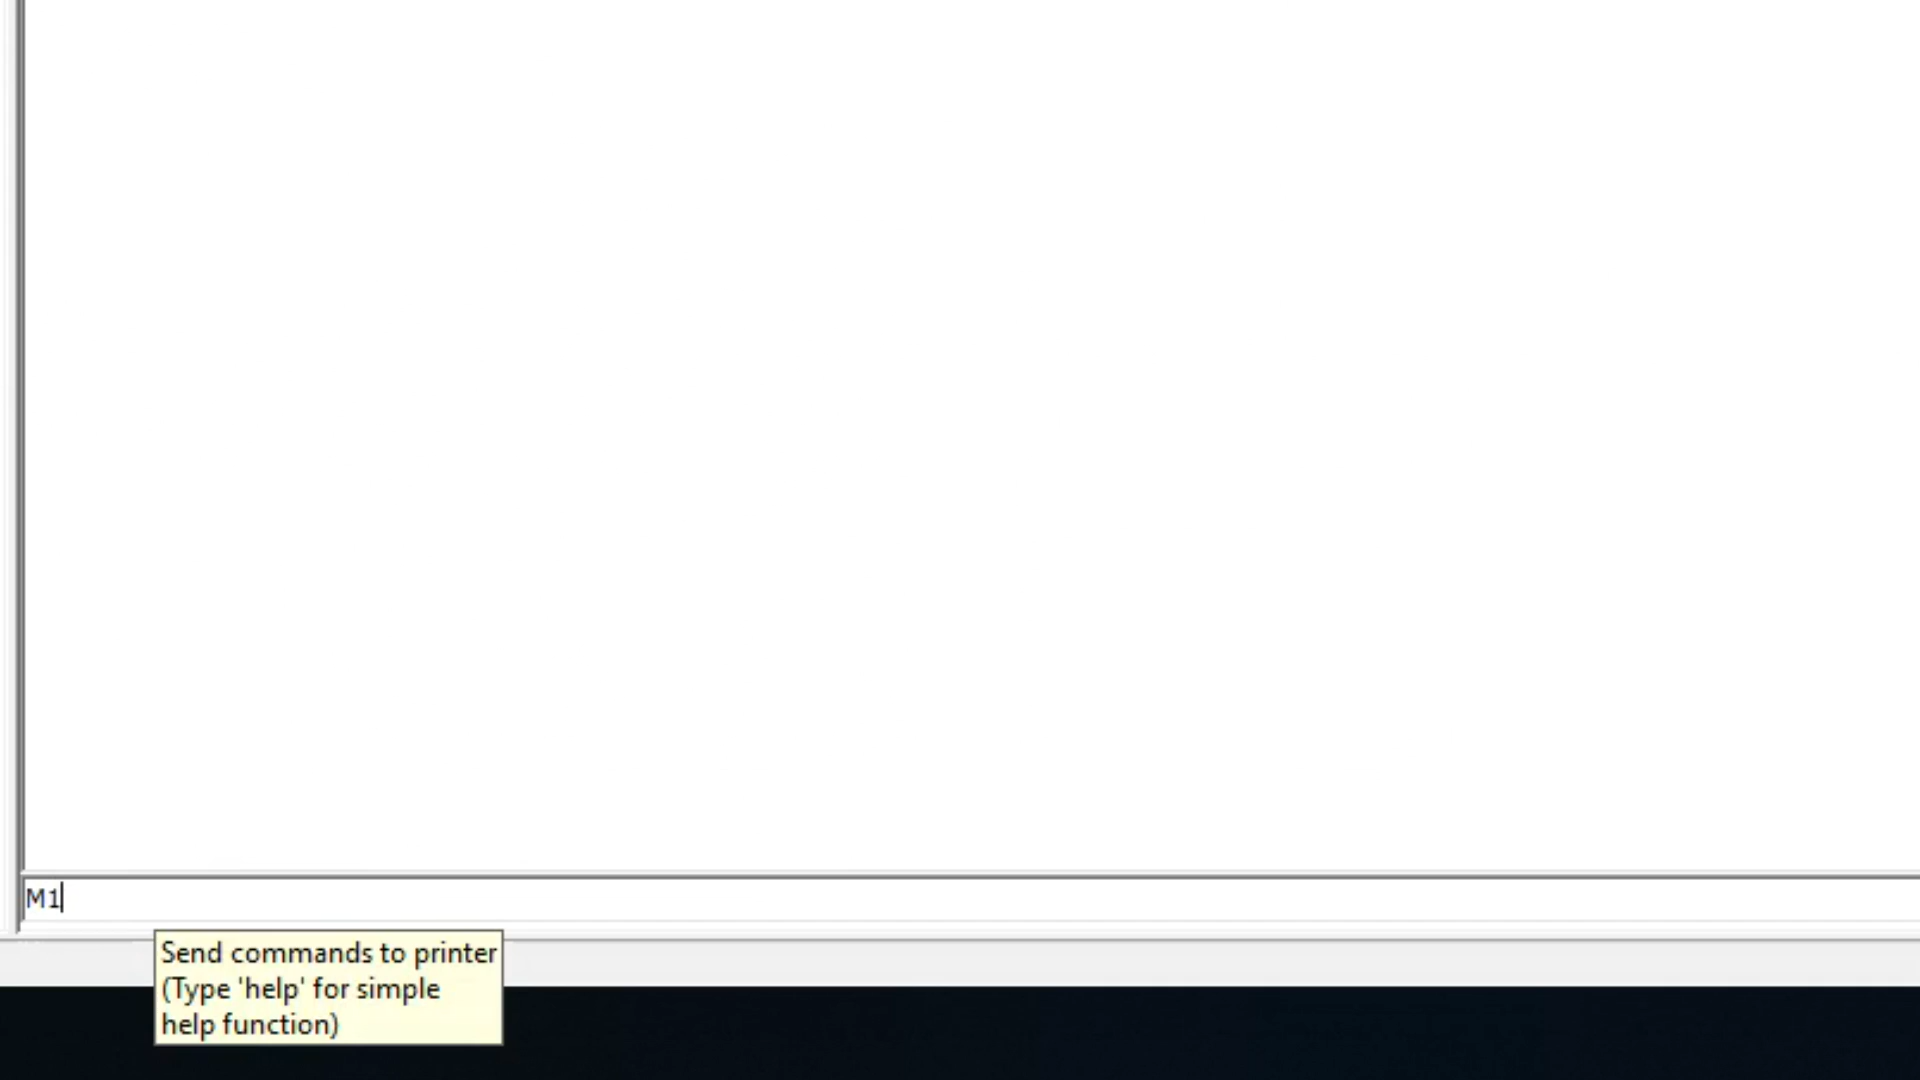 M1
Send commands to printer
(Type 'help' for simple
help function)